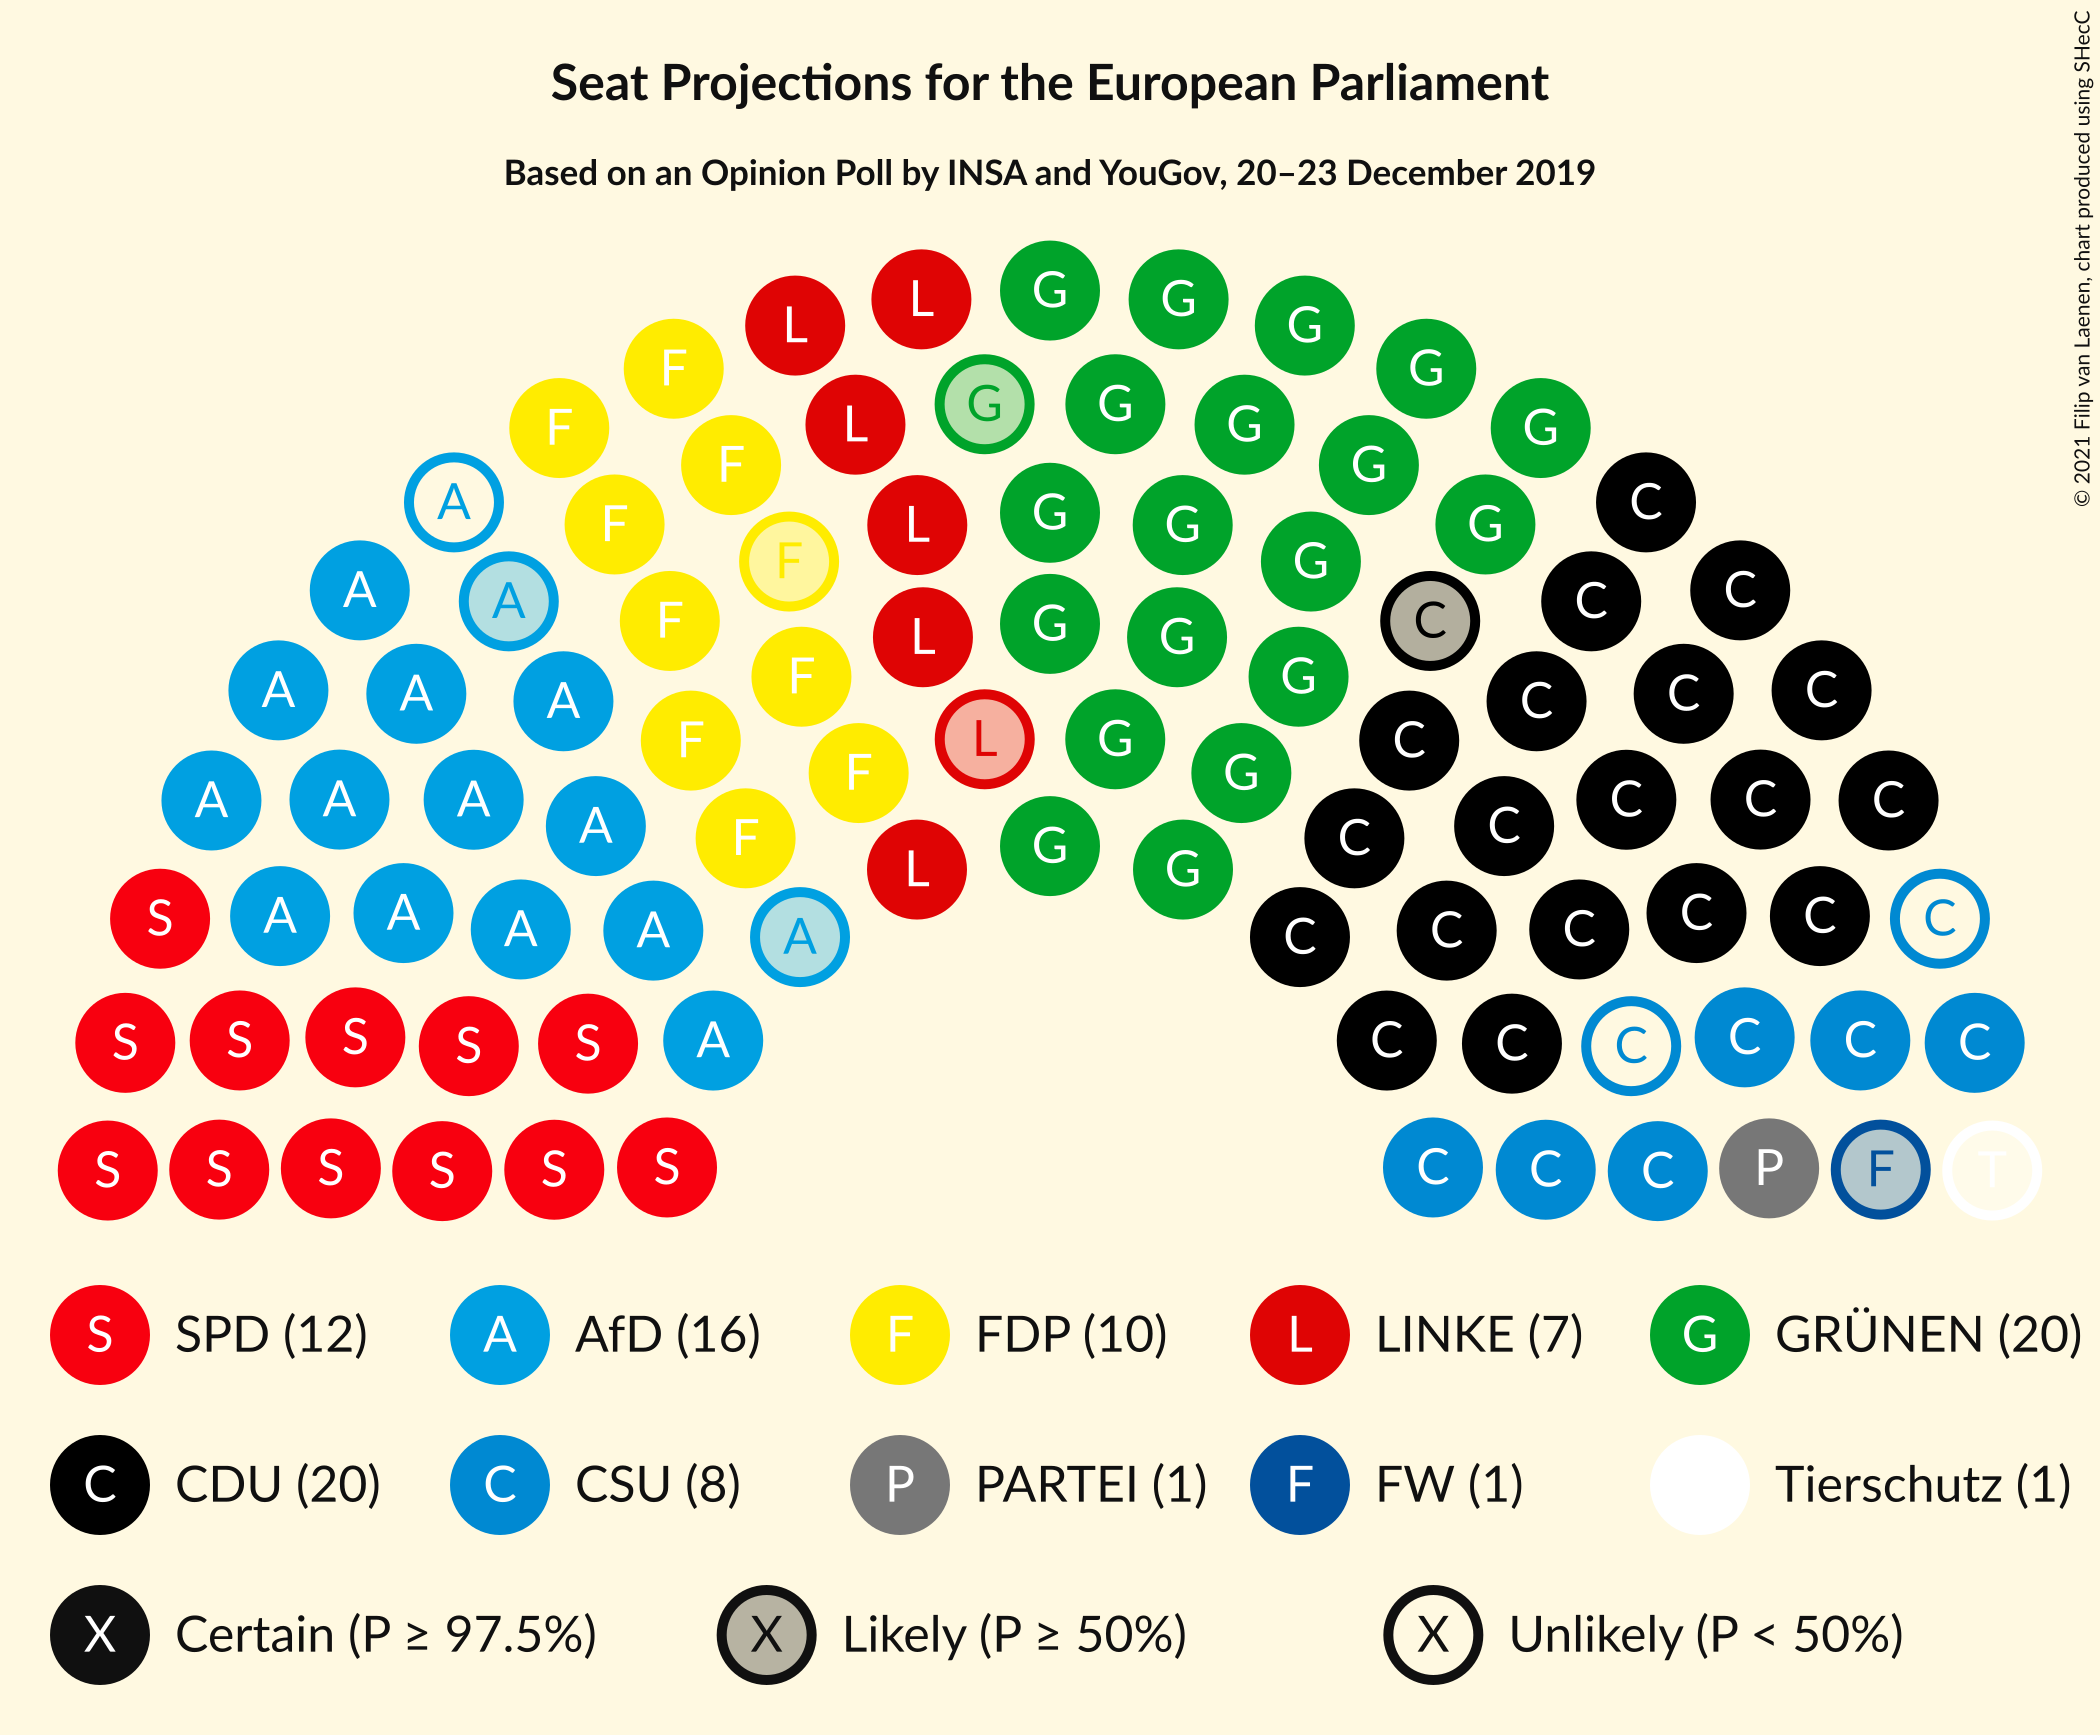 Seat Projections for the European Parliament
Based on an Opinion Poll by INSA and YouGov, 20–23 December 2019
© 2021 Filip van Laenen, chart produced using SHecC
L G G
L G
F G
L G G
F G
F G
A F C
L G G
F G
A F G C
F G
A A C C
L G G
A F C
F G
A A A C C C
L G
F C
F G
A A A C C C
A F C C
L G G
S A A C C C
A A A C C C
S S S S S A C C C C C C
S S S S S S C C C P F T
S SPD (12) A AfD (16) F FDP (10) L LINKE (7) G GRÜNEN (20)
C CDU (20) C CSU (8) P PARTEI (1) F FW (1) Tierschutz (1)
X Certain (P ≥ 97.5%) X Likely (P ≥ 50%) X Unlikely (P < 50%)